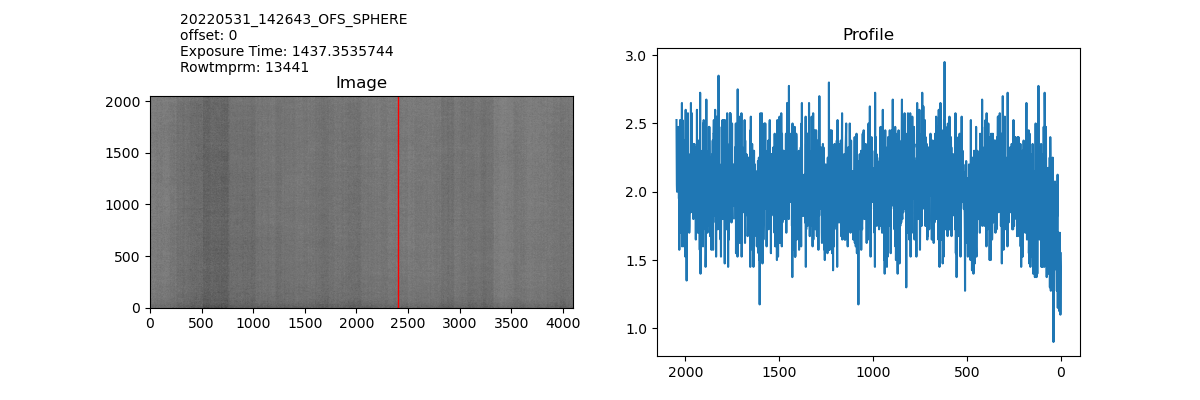 20220531_142643_OFS_SPHERE
offset: 0
Exposure Time: 1437.3535744
Rowtmprm: 13441
Image
2000
1500
1000
500
0
0 500 1000 1500 2000 2500 3000 3500 4000
Profile
3.0
2.5
2.0
1.5
1.0
2000 1500 1000 500 0